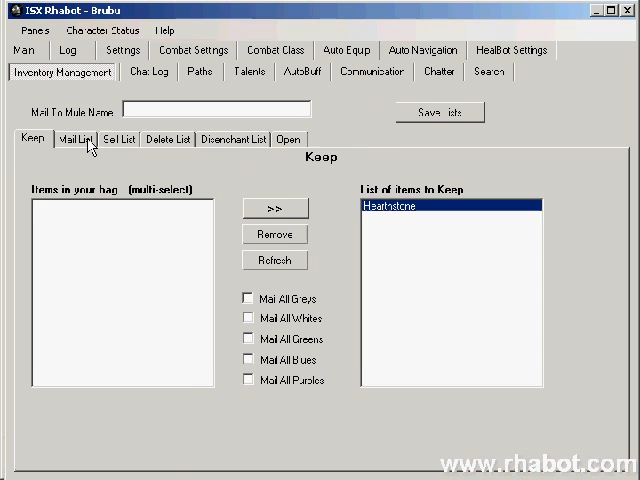 ISX Rhabot - Brubu
Panels Character Status Help
Main Log Settings Combat Settings Combat Class Auto Equip Auto Navigation HealBot Settings
Inventory Management Chat Log Paths Talents AutoBuff Communication Chatter Search
Mail To Mule Name Save Lists
Keep Mail List Sell List Delete List Disenchant List Open
Keep
Items in your bag (multi-select) List of items to Keep
>> Hearthstone
Remove
Refresh
Mail All Greys
Mail All Whites
Mail All Greens
Mail All Blues
Mail All Purples
www.rhabot.com